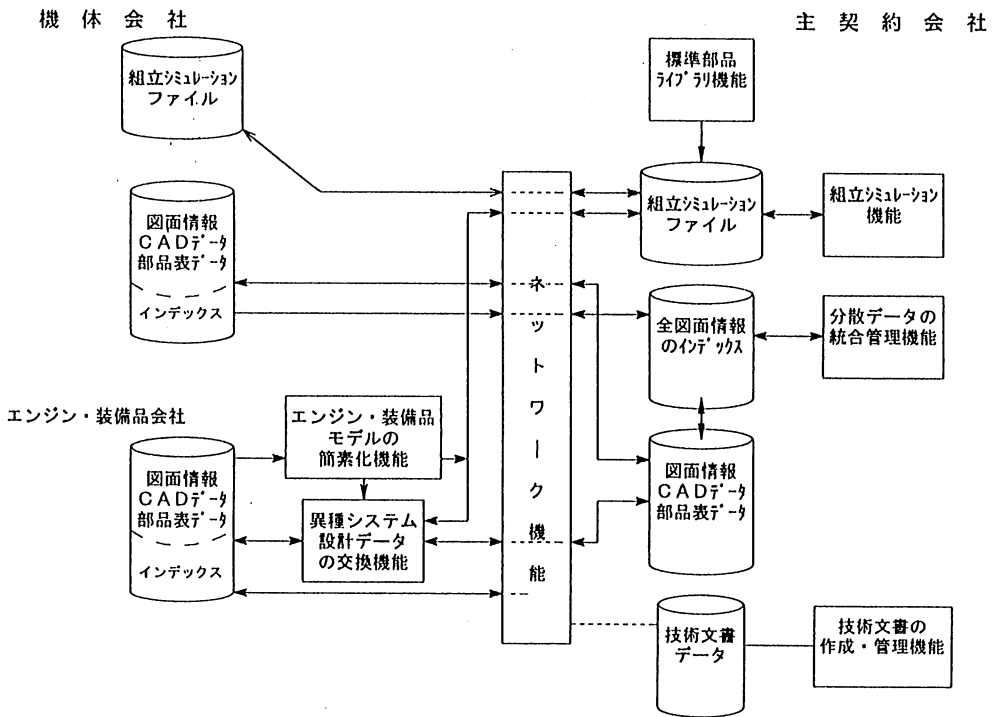 機体会社
主契約会社
組立シミュレーション
ファイル
標準部品
ライブラリ機能
図面情報
CADデータ
部品表データ
インデックス
組立シミュレーション
ファイル
組立シミュレーション
機能
ネットワーク機能
全図面情報
のインデックス
分散データの
統合管理機能
エンジン・装備品会社
図面情報
CADデータ
部品表データ
インデックス
エンジン・装備品
モデルの
簡素化機能
異種システム
設計データ
の交換機能
図面情報
CADデータ
部品表データ
技術文書
データ
技術文書の
作成・管理機能